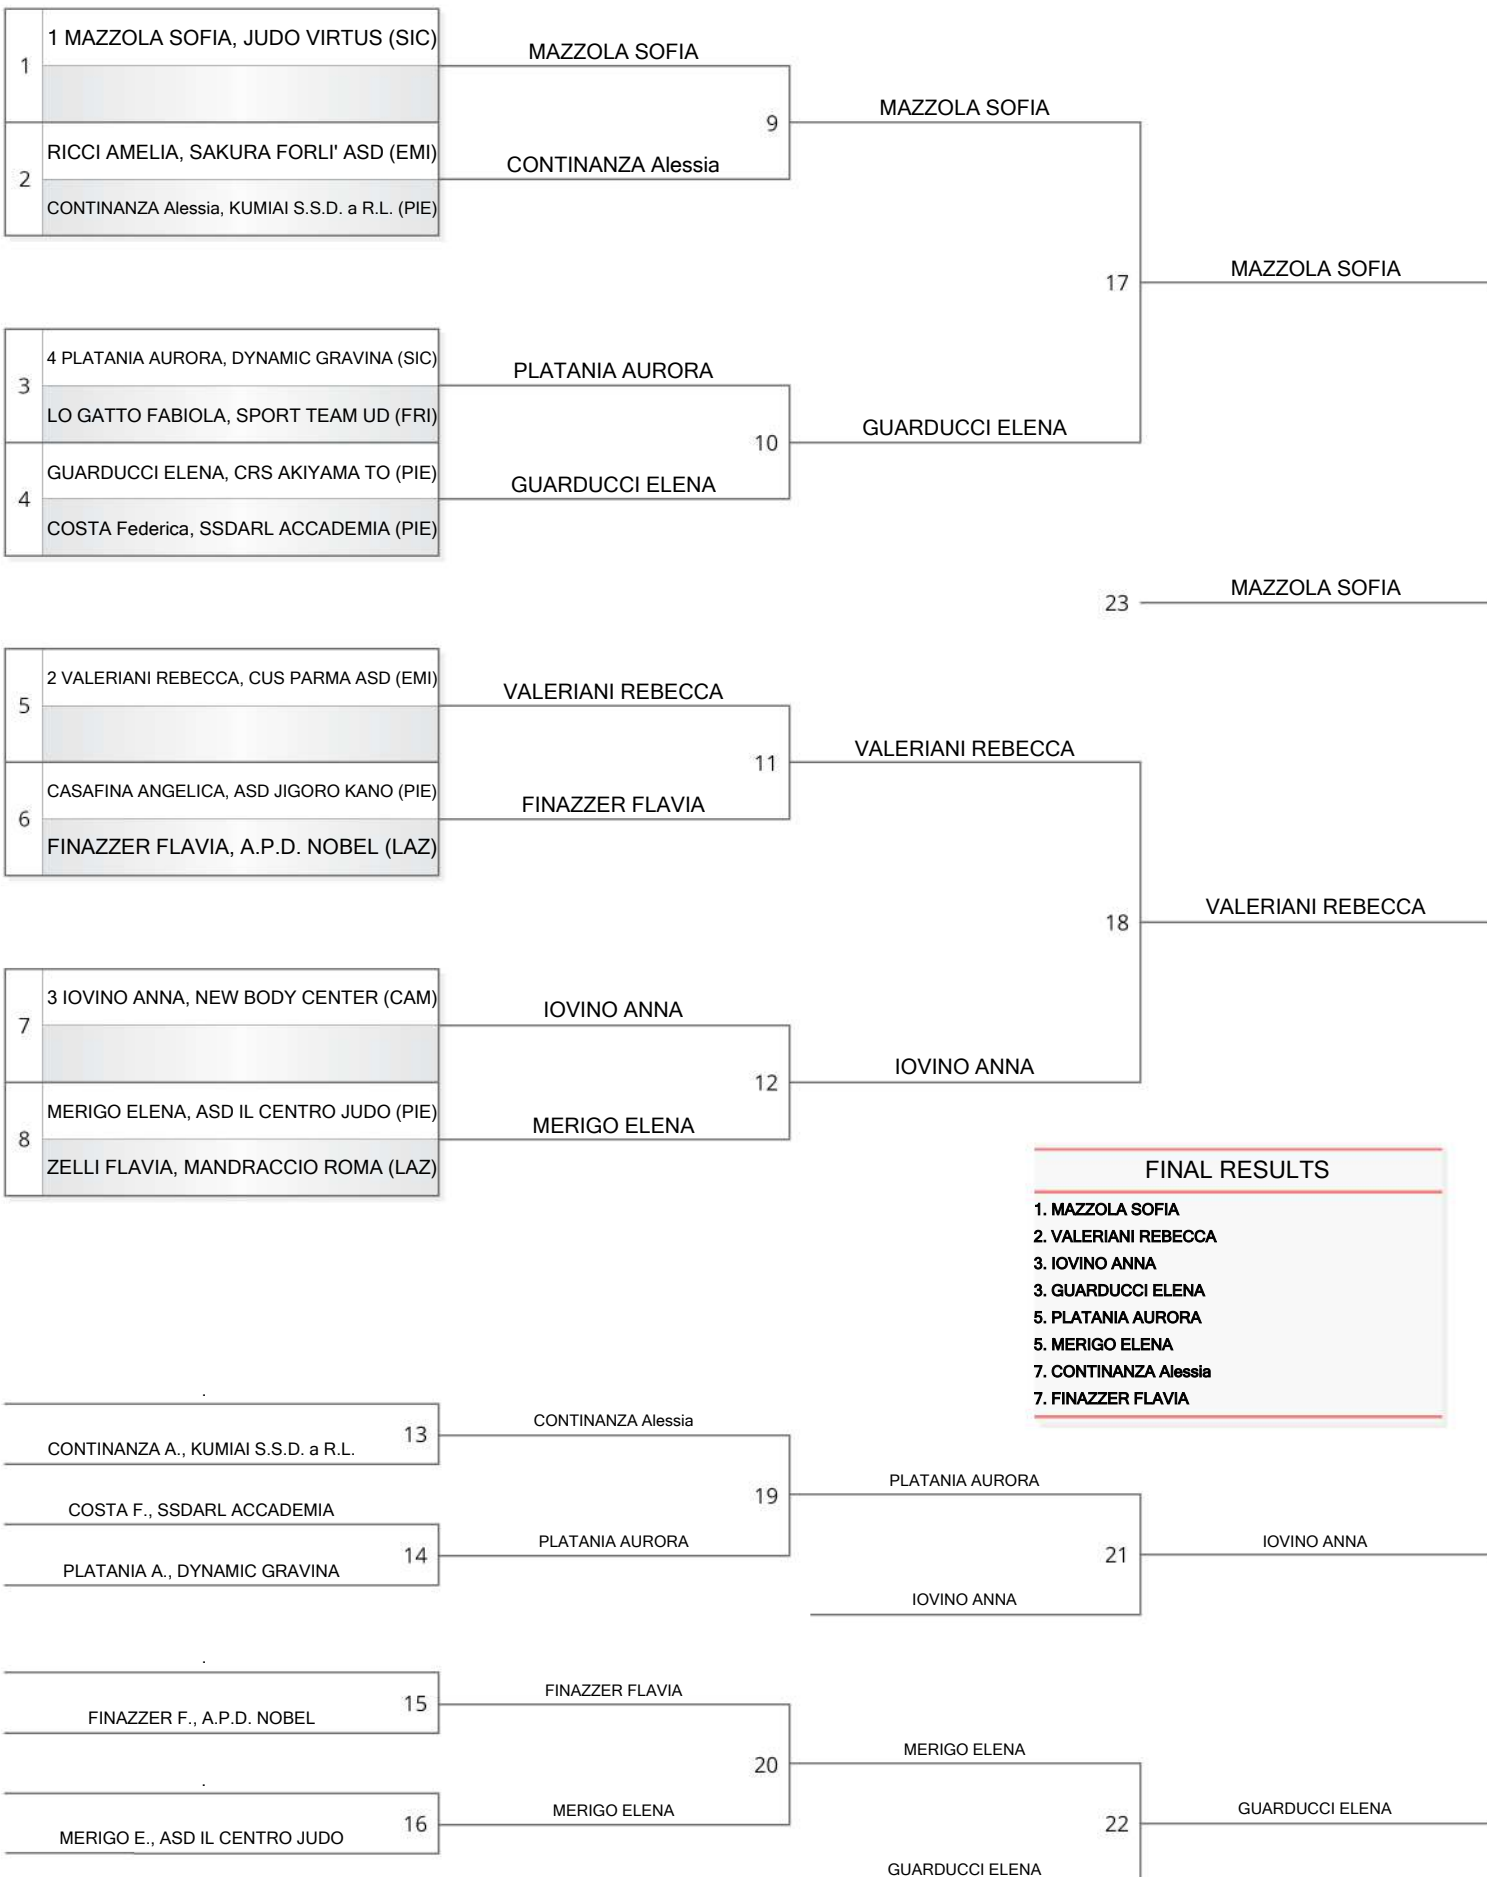 1 MAZZOLA SOFIA, JUDO VIRTUS (SIC)
1
MAZZOLA SOFIA
9
MAZZOLA SOFIA
RICCI AMELIA, SAKURA FORLI' ASD (EMI)
2
CONTINANZA Alessia
CONTINANZA Alessia, KUMIAI S.S.D. a R.L. (PIE)
17
MAZZOLA SOFIA
4 PLATANIA AURORA, DYNAMIC GRAVINA (SIC)
3
PLATANIA AURORA
LO GATTO FABIOLA, SPORT TEAM UD (FRI)
10
GUARDUCCI ELENA
GUARDUCCI ELENA, CRS AKIYAMA TO (PIE)
4
GUARDUCCI ELENA
COSTA Federica, SSDARL ACCADEMIA (PIE)
23
MAZZOLA SOFIA
2 VALERIANI REBECCA, CUS PARMA ASD (EMI)
5
VALERIANI REBECCA
11
VALERIANI REBECCA
CASAFINA ANGELICA, ASD JIGORO KANO (PIE)
6
FINAZZER FLAVIA
FINAZZER FLAVIA, A.P.D. NOBEL (LAZ)
18
VALERIANI REBECCA
3 IOVINO ANNA, NEW BODY CENTER (CAM)
7
IOVINO ANNA
12
IOVINO ANNA
MERIGO ELENA, ASD IL CENTRO JUDO (PIE)
8
MERIGO ELENA
ZELLI FLAVIA, MANDRACCIO ROMA (LAZ)
FINAL RESULTS
1. MAZZOLA SOFIA
2. VALERIANI REBECCA
3. IOVINO ANNA
3. GUARDUCCI ELENA
5. PLATANIA AURORA
5. MERIGO ELENA
7. CONTINANZA Alessia
7. FINAZZER FLAVIA
.
13
CONTINANZA Alessia
CONTINANZA A., KUMIAI S.S.D. a R.L.
19
PLATANIA AURORA
COSTA F., SSDARL ACCADEMIA
14
PLATANIA AURORA
PLATANIA A., DYNAMIC GRAVINA
21
IOVINO ANNA
IOVINO ANNA
.
15
FINAZZER FLAVIA
FINAZZER F., A.P.D. NOBEL
20
MERIGO ELENA
.
16
MERIGO ELENA
MERIGO E., ASD IL CENTRO JUDO
22
GUARDUCCI ELENA
GUARDUCCI ELENA